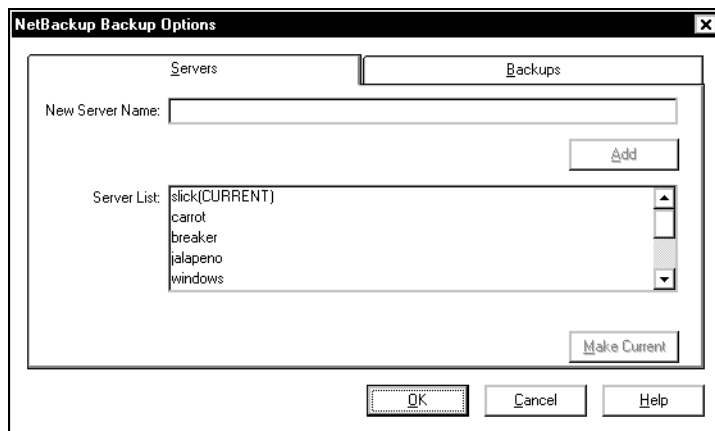 NetBackup Backup Options
Servers
Backups
New Server Name:
Add
Server List:
slick(CURRENT)
carrot
breaker
jalapeno
windows
Make Current
OK
Cancel
Help